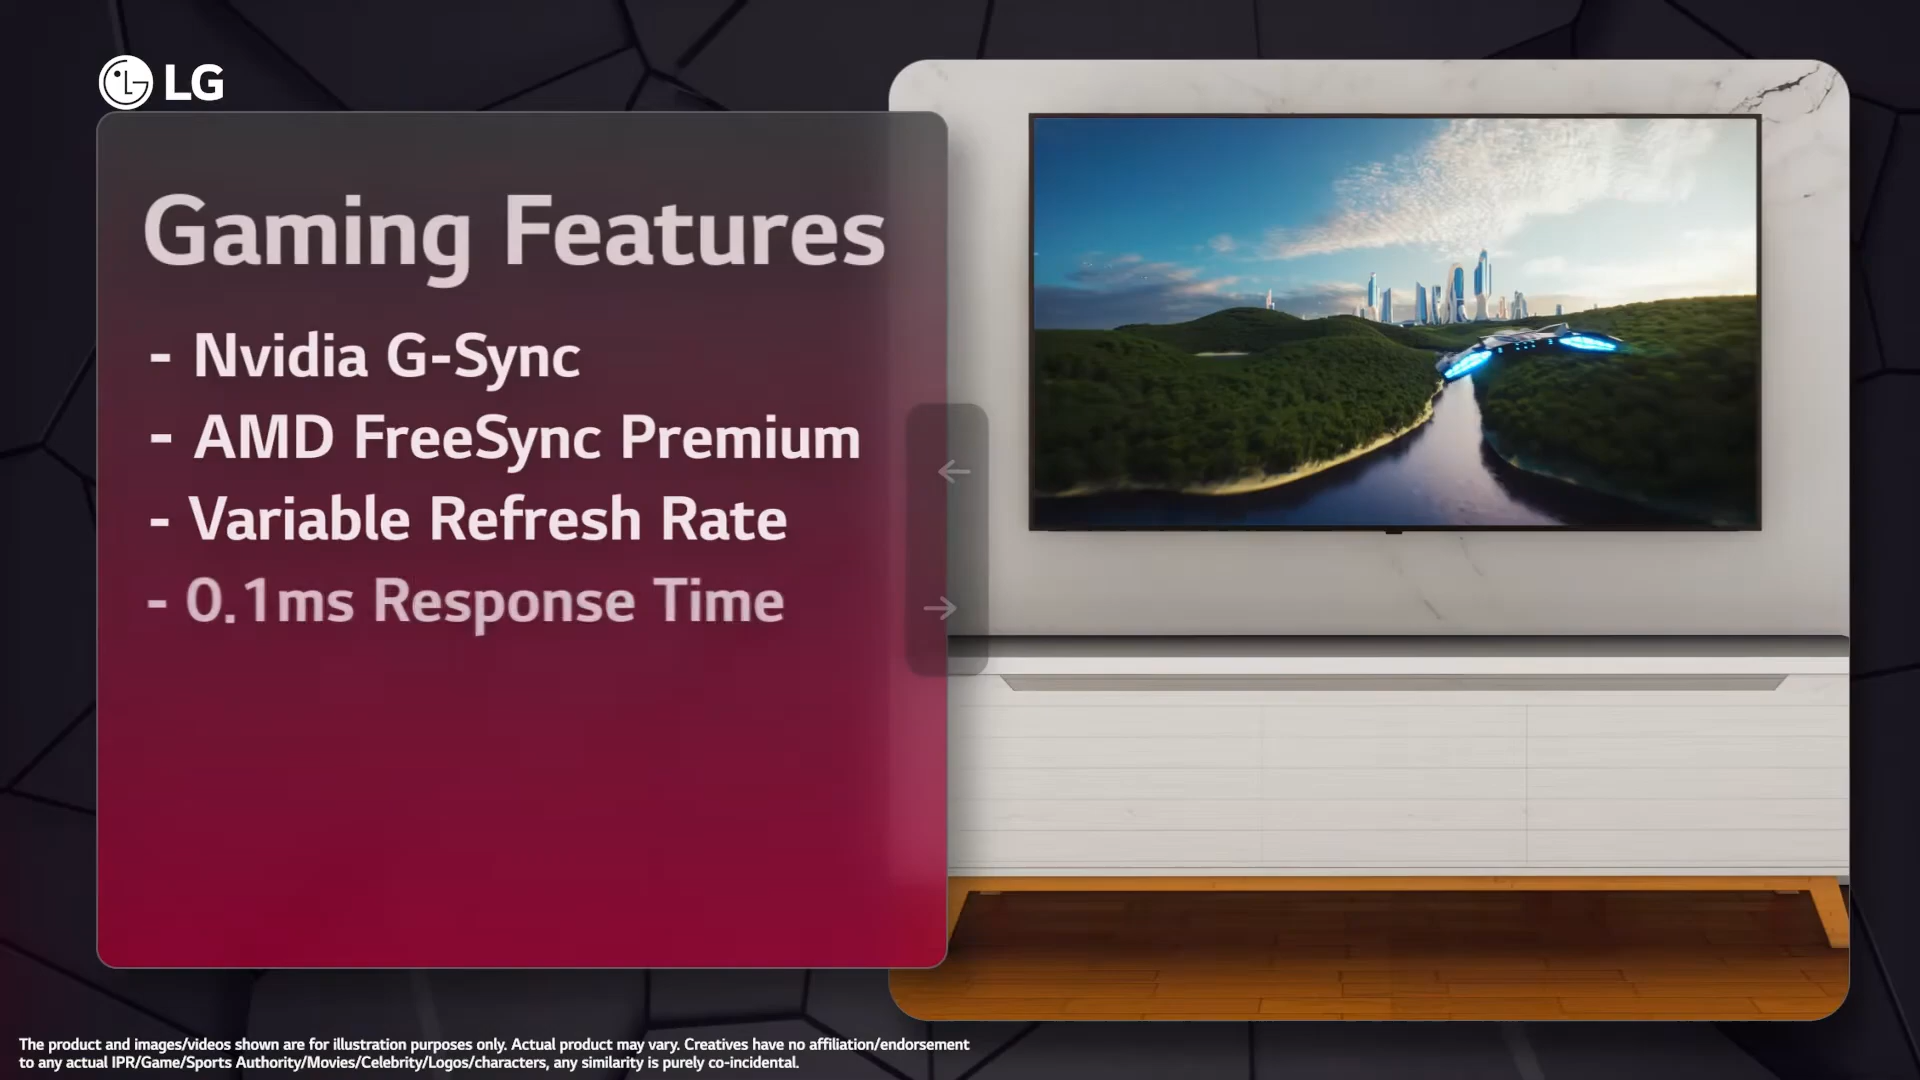 LG
Gaming Features
- Nvidia G-Sync
- AMD FreeSync Premium
- Variable Refresh Rate
- 0.1ms Response Time
The product and images/videos shown are for illustration purposes only. Actual product may vary. Creatives have no affiliation/endorsement
to any actual IPR/Game/Sports Authority/Movies/Celebrity/Logos/characters, any similarity is purely co-incidental.